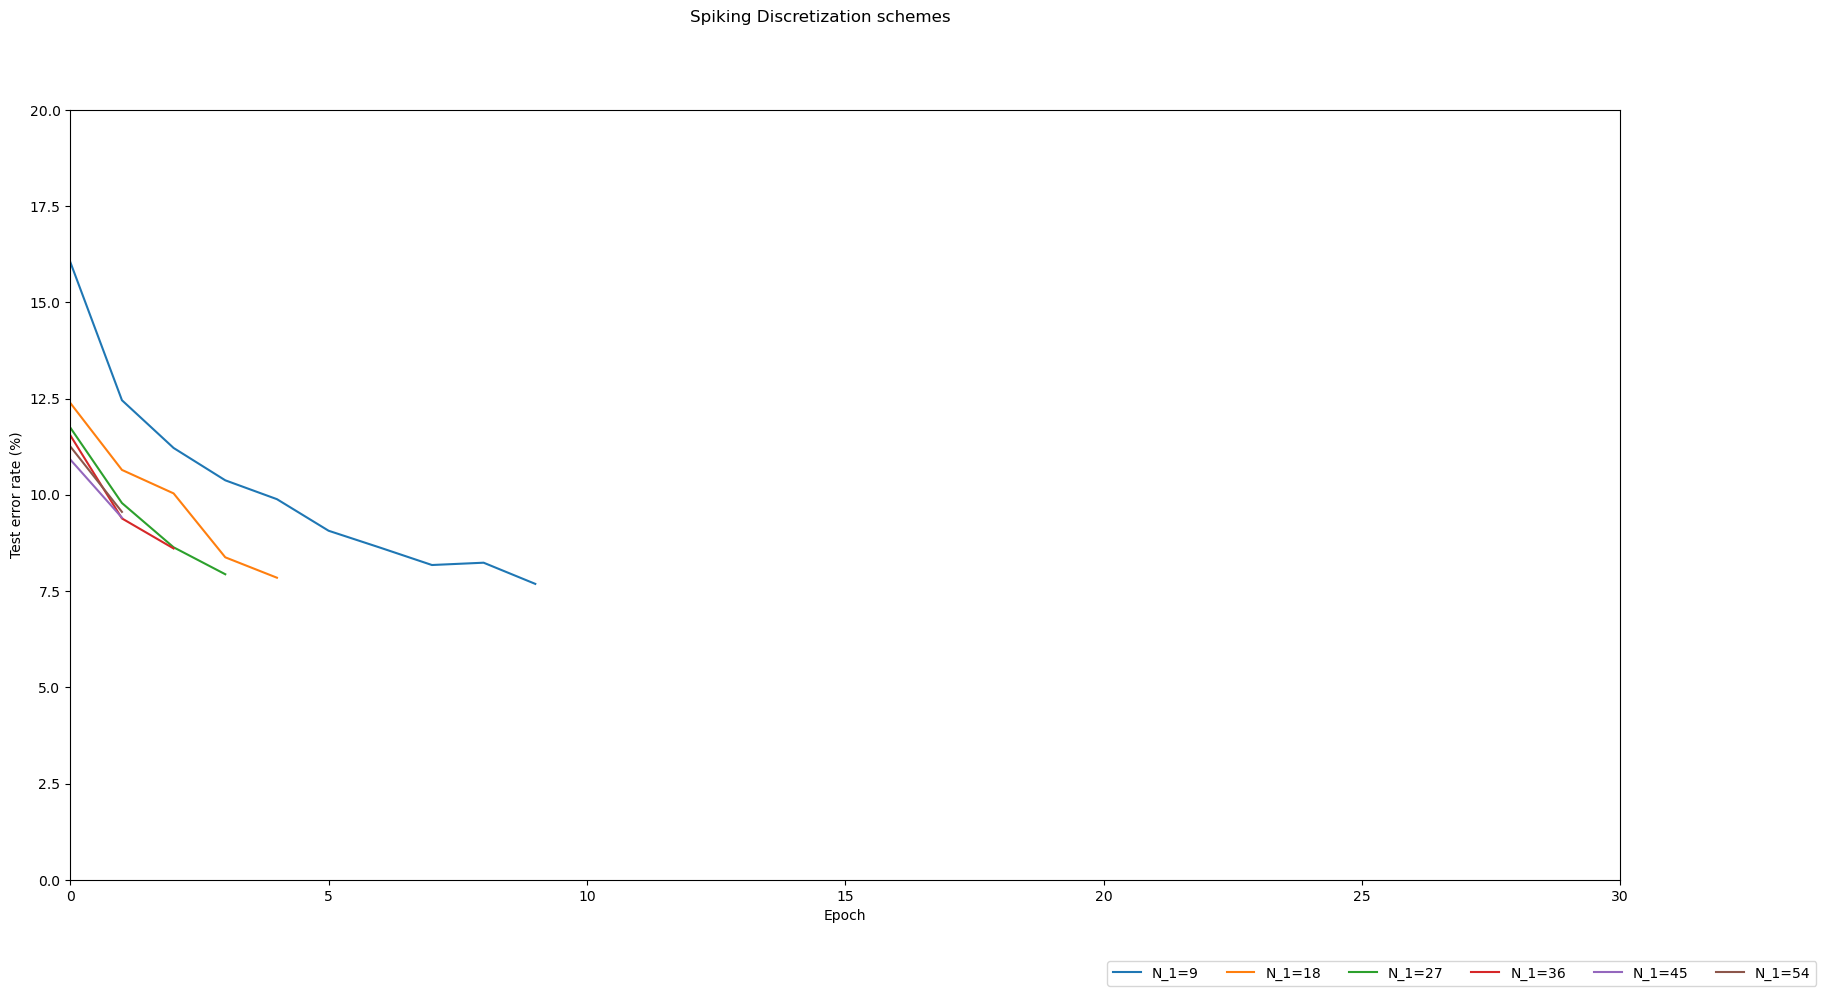 Spiking Discretization schemes
20.0
17.5
15.0
12.5
10.0
7.5
5.0
2.5
0.0
Test error rate (%)
0 5 10 15 20 25 30
Epoch
N_1=9 N_1=18 N_1=27 N_1=36 N_1=45 N_1=54